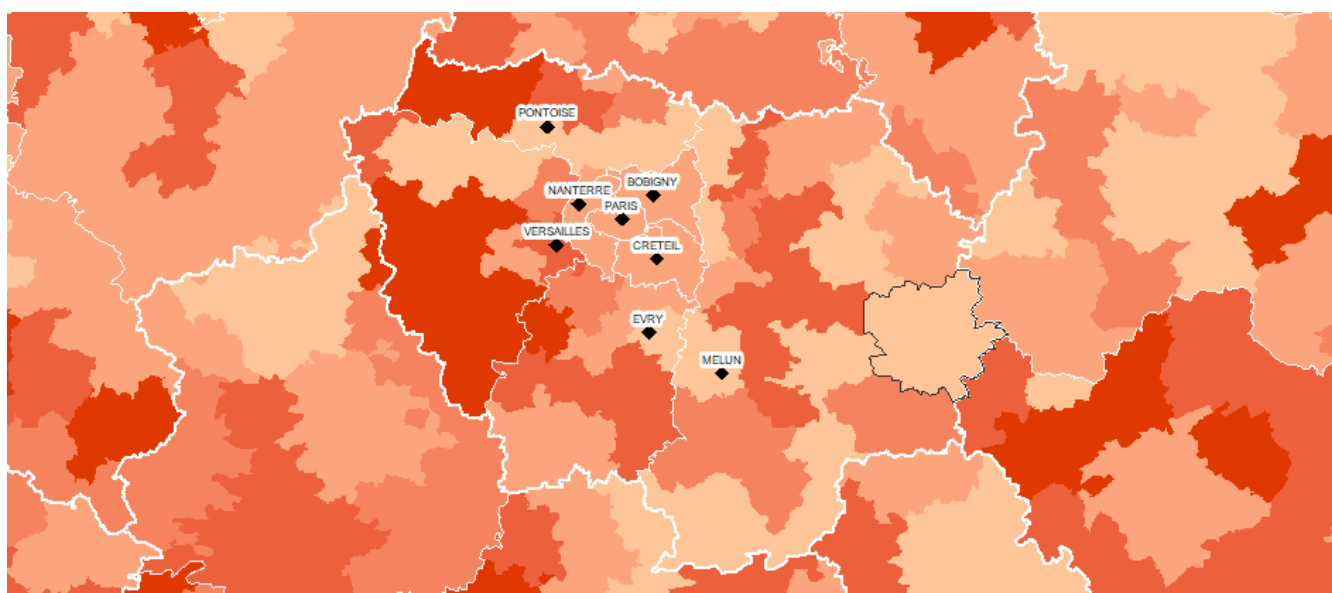 PONTOISE
BOBIGNY
NANTERRE
PARIS
VERSAILLES
CRETEIL
EVRY
MELUN